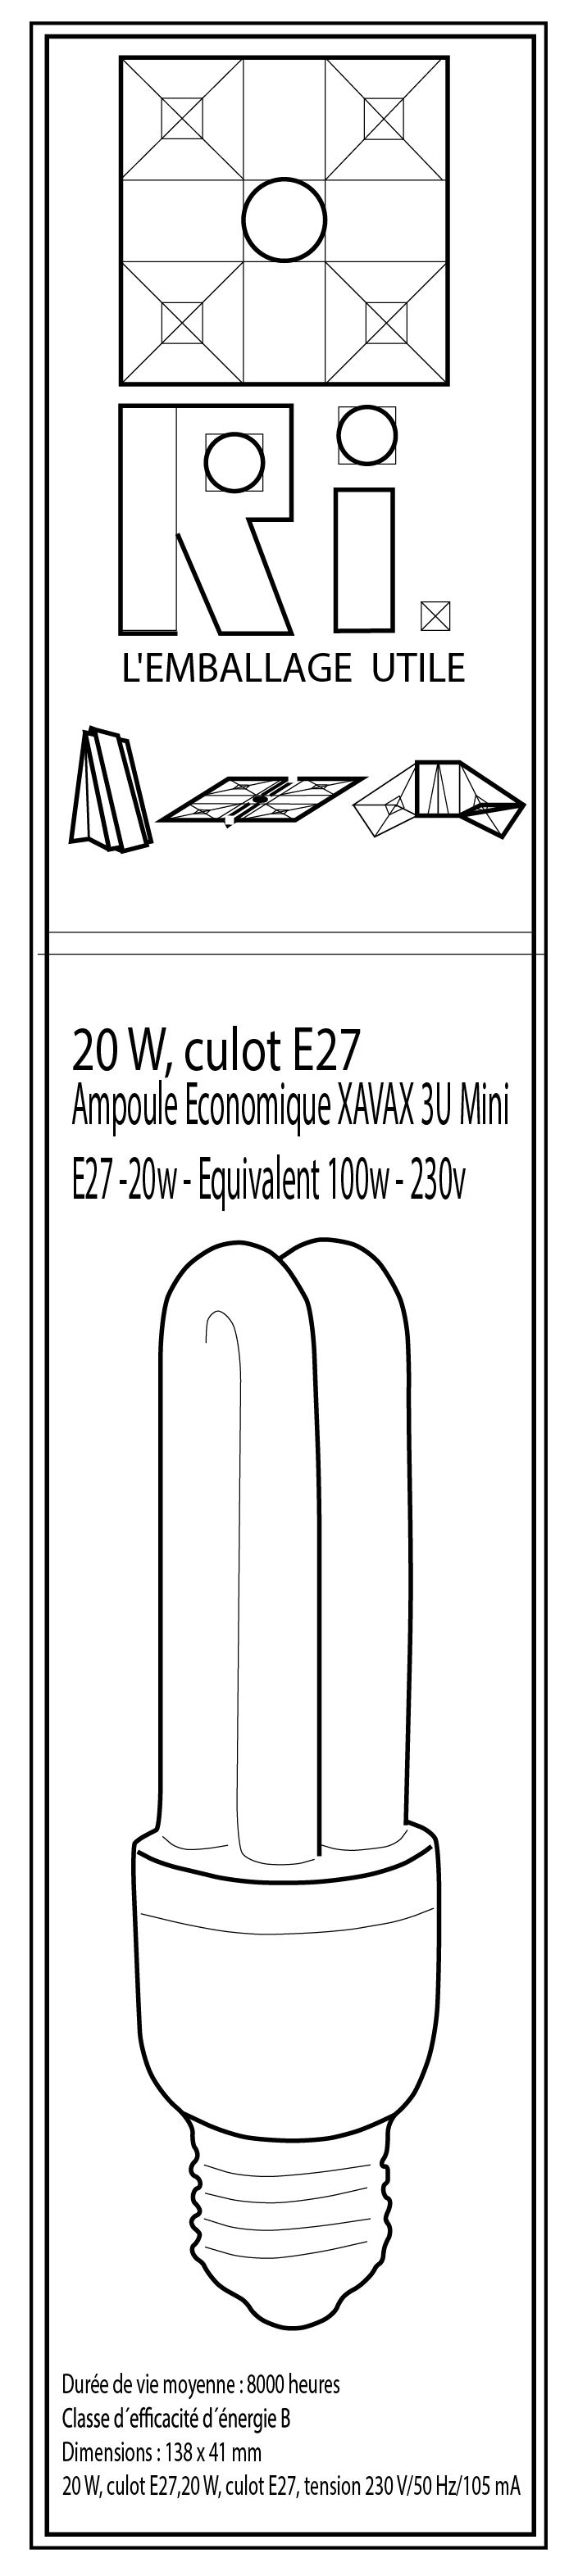 Ri.
L'EMBALLAGE UTILE
20 W, culot E27
Ampoule Economique XAVAX 3U Mini
E27 -20w - Equivalent 100w - 230v
Durée de vie moyenne : 8000 heures
Classe d´efficacité d´énergie B
Dimensions : 138 x 41 mm
20 W, culot E27,20 W, culot E27, tension 230 V/50 Hz/105 mA